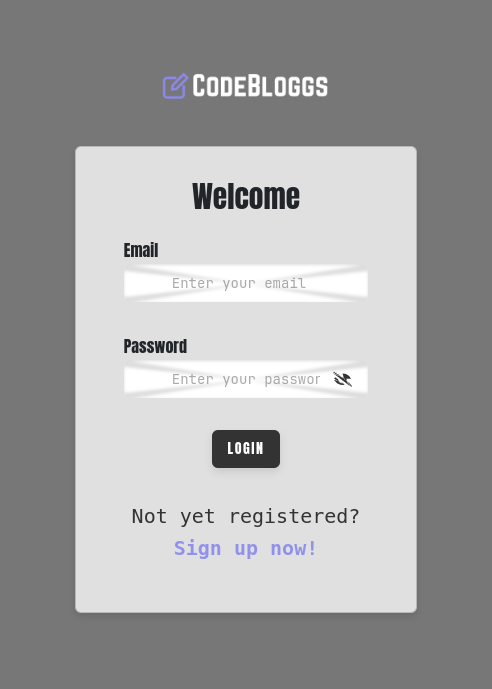 CodeBloggs
Welcome
Email
Enter your email
Password
Enter your passwor
LOGIN
Not yet registered?
Sign up now!